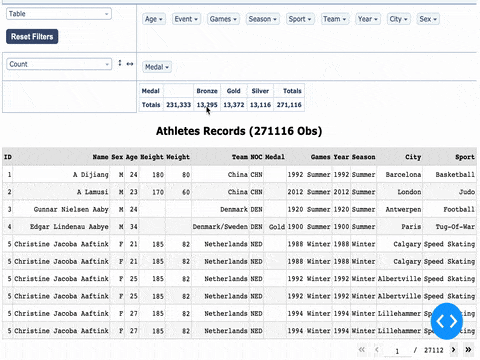 Table
Age Event Games Season Sport Team Year City Sex
Reset Filters
Count
Medal
Medal Bronze Gold Silver Totals
Totals 231,333 13,295 13,372 13,116 271,116
Athletes Records (271116 Obs)
ID Name Sex Age Height Weight Team NOC Medal Games Year Season City Sport
1 A Dijiang M 24 180 80 China CHN 1992 Summer 1992 Summer Barcelona Basketball
2 A Lamusi M 23 170 60 China CHN 2012 Summer 2012 Summer London Judo
3 Gunnar Nielsen Aaby M 24 Denmark DEN 1920 Summer 1920 Summer Antwerpen Football
4 Edgar Lindenau Aabye M 34 Denmark/Sweden DEN Gold 1900 Summer 1900 Summer Paris Tug-Of-War
5 Christine Jacoba Aaftink F 21 185 82 Netherlands NED 1988 Winter 1988 Winter Calgary Speed Skating
5 Christine Jacoba Aaftink F 21 185 82 Netherlands NED 1988 Winter 1988 Winter Calgary Speed Skating
5 Christine Jacoba Aaftink F 25 185 82 Netherlands NED 1992 Winter 1992 Winter Albertville Speed Skating
5 Christine Jacoba Aaftink F 25 185 82 Netherlands NED 1992 Winter 1992 Winter Albertville Speed Skating
5 Christine Jacoba Aaftink F 27 185 82 Netherlands NED 1994 Winter 1994 Winter Lillehammer Sp Skating
5 Christine Jacoba Aaftink F 27 185 82 Netherlands NED 1994 Winter 1994 Winter Lillehammer Skating
1 / 27112